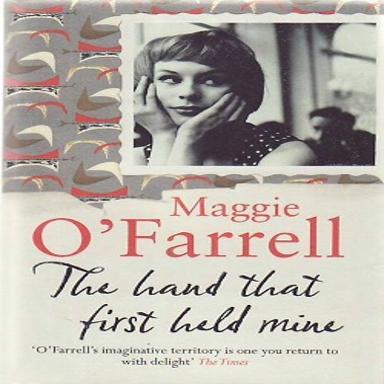 Maggie
O'Farrell
The hand that
first held mine
'O'Farrell's imaginative territory is one you return to
with delight' The Times